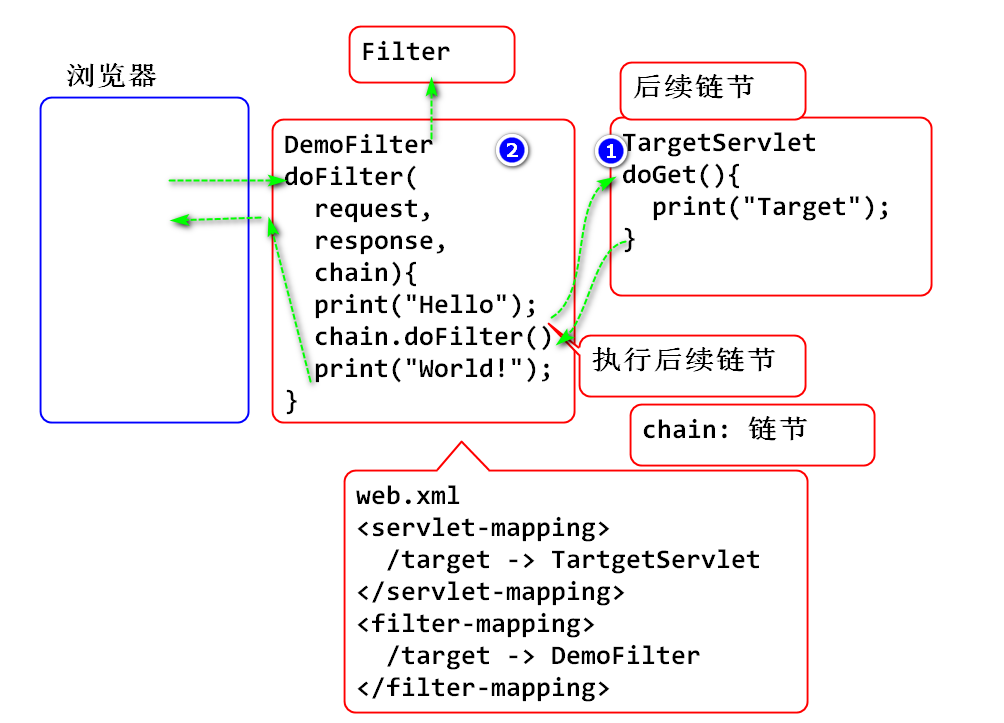 Filter
浏览器
后续链节
DemoFilter
doFilter(
request,
response,
chain){
print("Hello");
chain.doFilter()
print("World!");
}
2
1
TargetServlet
doGet(){
print("Target");
}
执行后续链节
chain: 链节
web.xml
<servlet-mapping>
/target -> TartgetServlet
</servlet-mapping>
<filter-mapping>
/target -> DemoFilter
</filter-mapping>